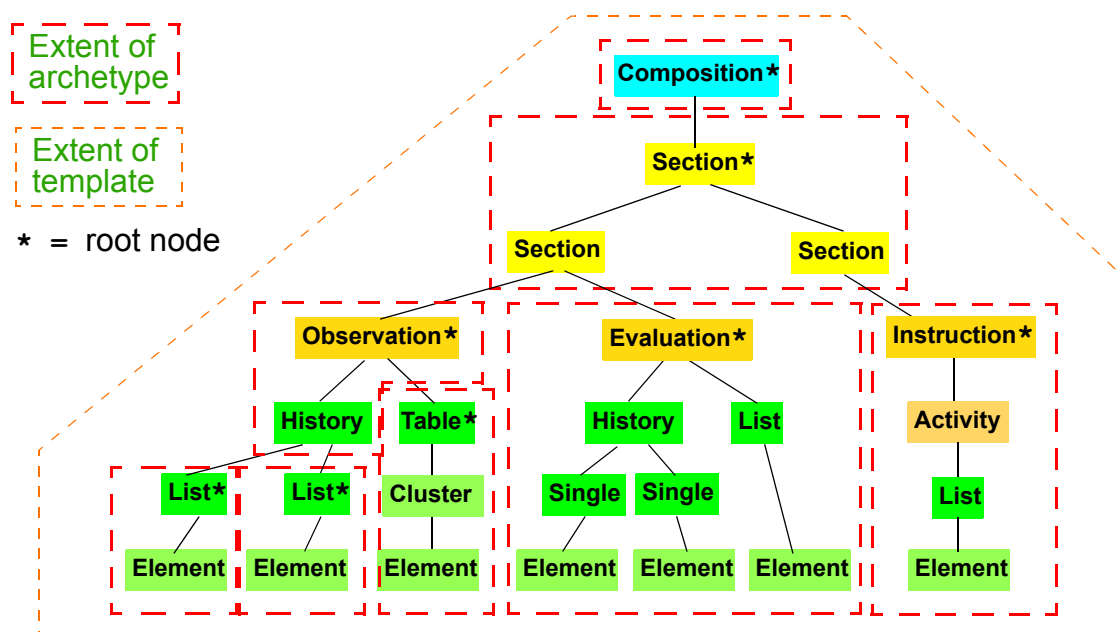 Extent of
archetype
Extent of
template
* = root node
Composition*
Section*
Section
Section
Observation*
Evaluation*
Instruction*
History
Table*
History
List
Activity
List*
List*
Cluster
Single
Single
List
Element
Element
Element
Element
Element
Element
Element